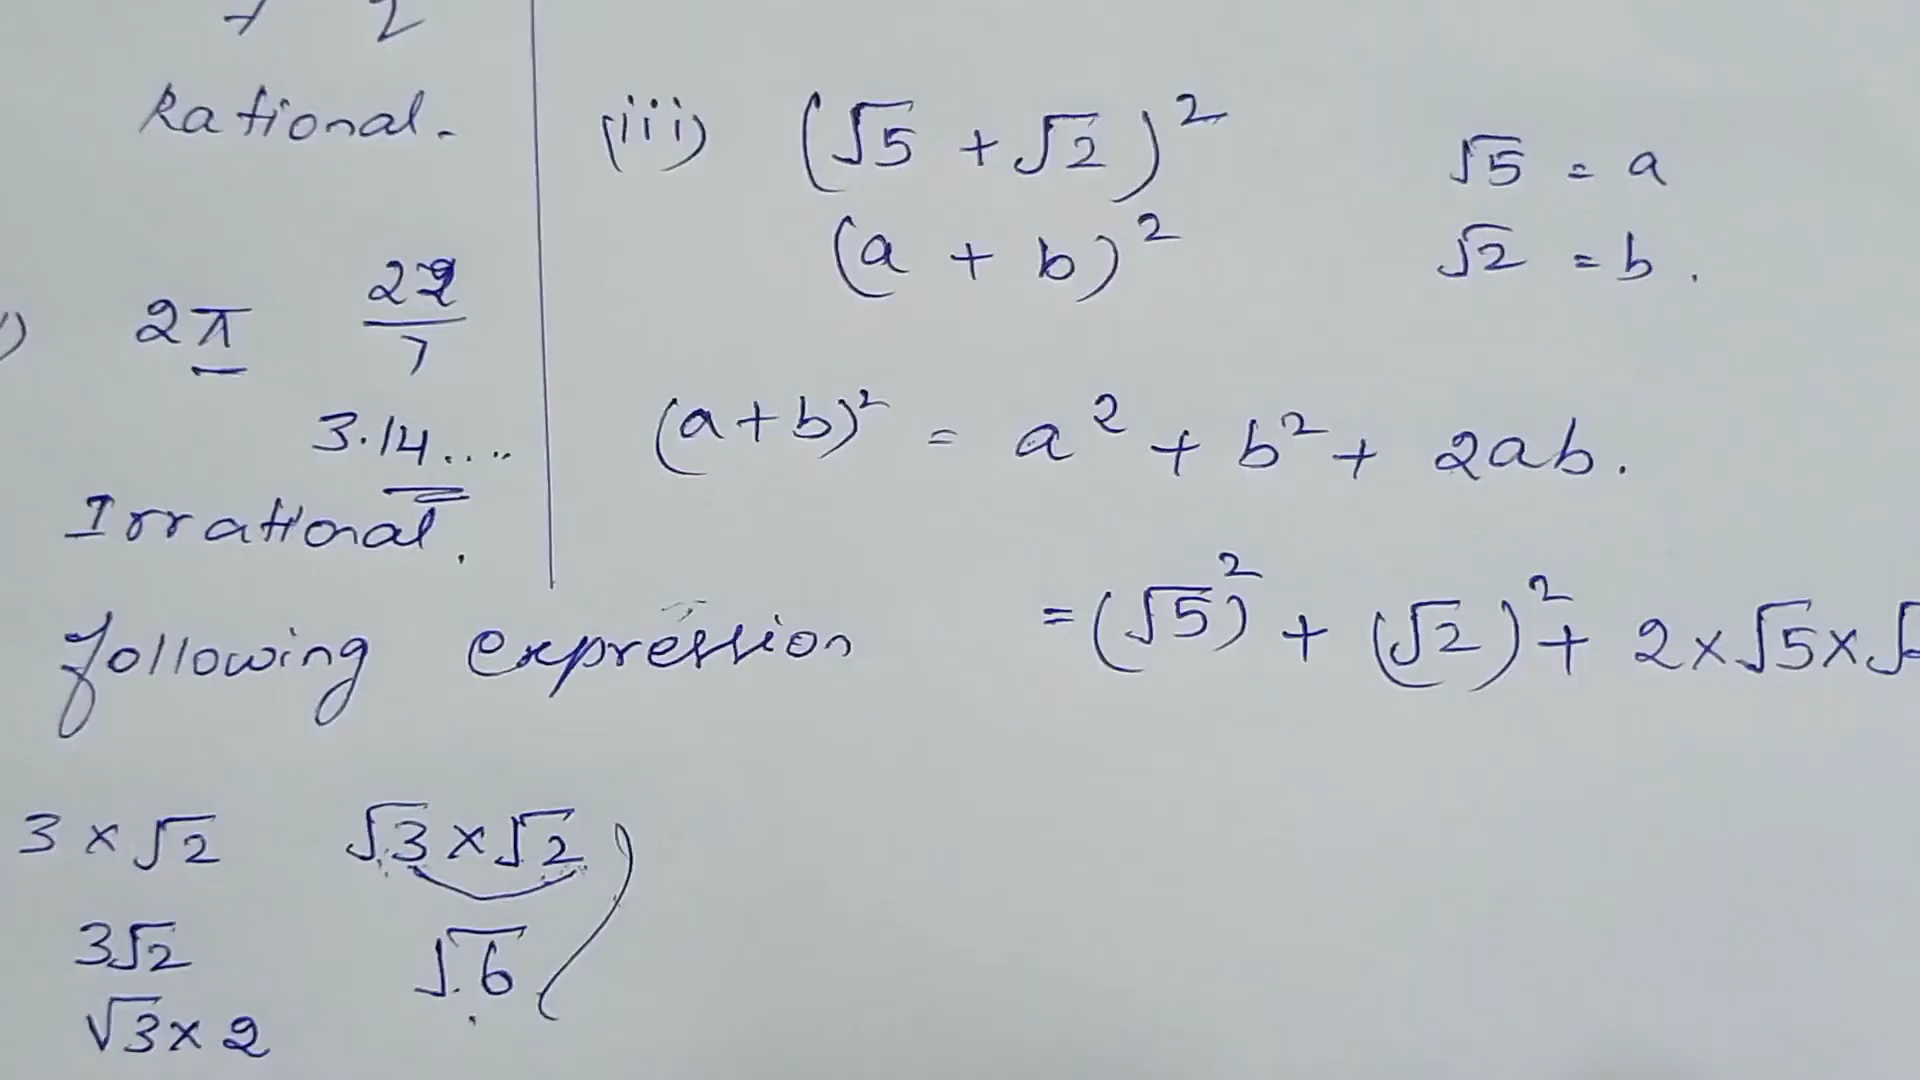 Rational.
2π 22/7
3.14....
Irrational.
(iii) (√5 + √2)² √5 = a
(a + b)² √2 = b.
(a+b)² = a² + b² + 2ab.
= (√5)² + (√2)² + 2×√5×√
following expression
3 × √2 √3 × √2
3√2 √6
√3 × 2